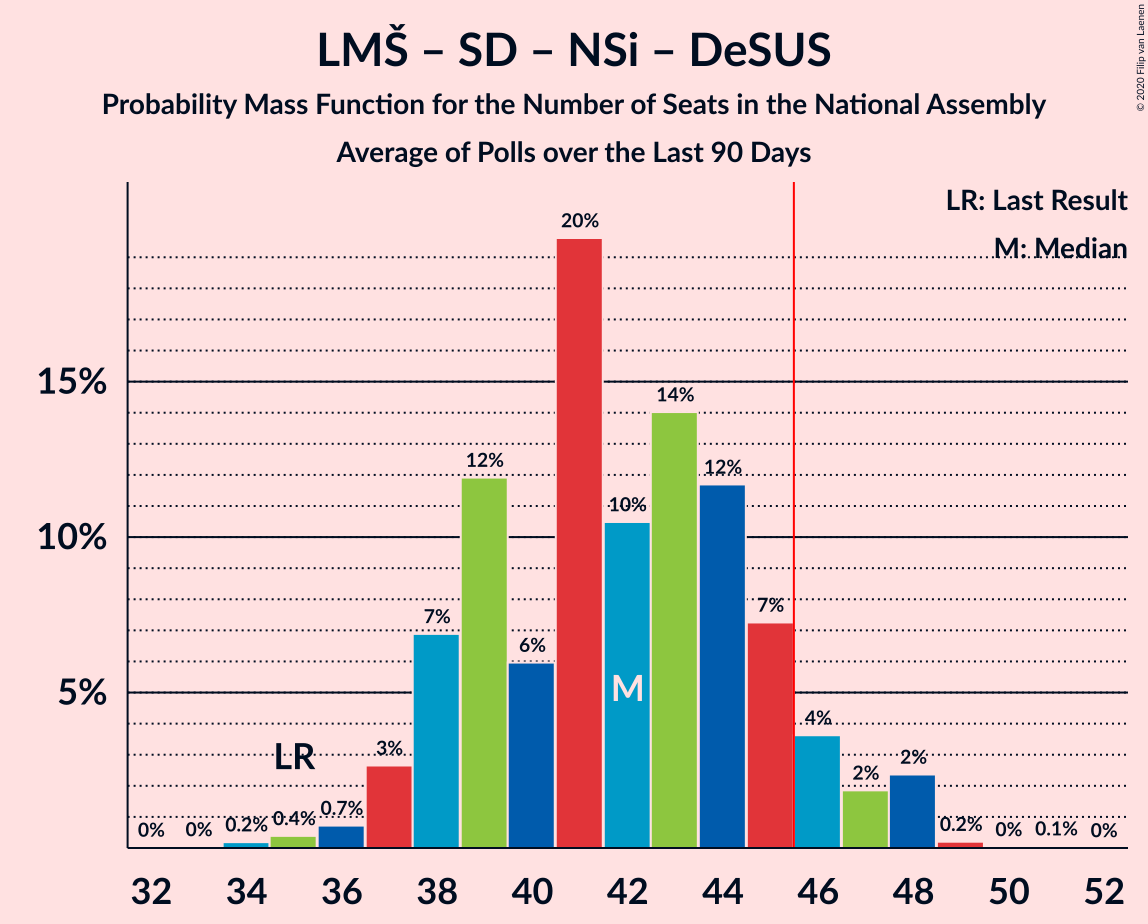 LMŠ – SD – NSi – DeSUS
Probability Mass Function for the Number of Seats in the National Assembly
Average of Polls over the Last 90 Days
© 2020 Filip van Laenen
LR: Last Result
M: Median
15%
10%
5%
0%
0%
0.2%
0.4%
0.7%
3%
7%
12%
6%
20%
10%
14%
12%
7%
4%
2%
2%
0.2%
0%
0.1%
0%
LR
M
32 34 36 38 40 42 44 46 48 50 52